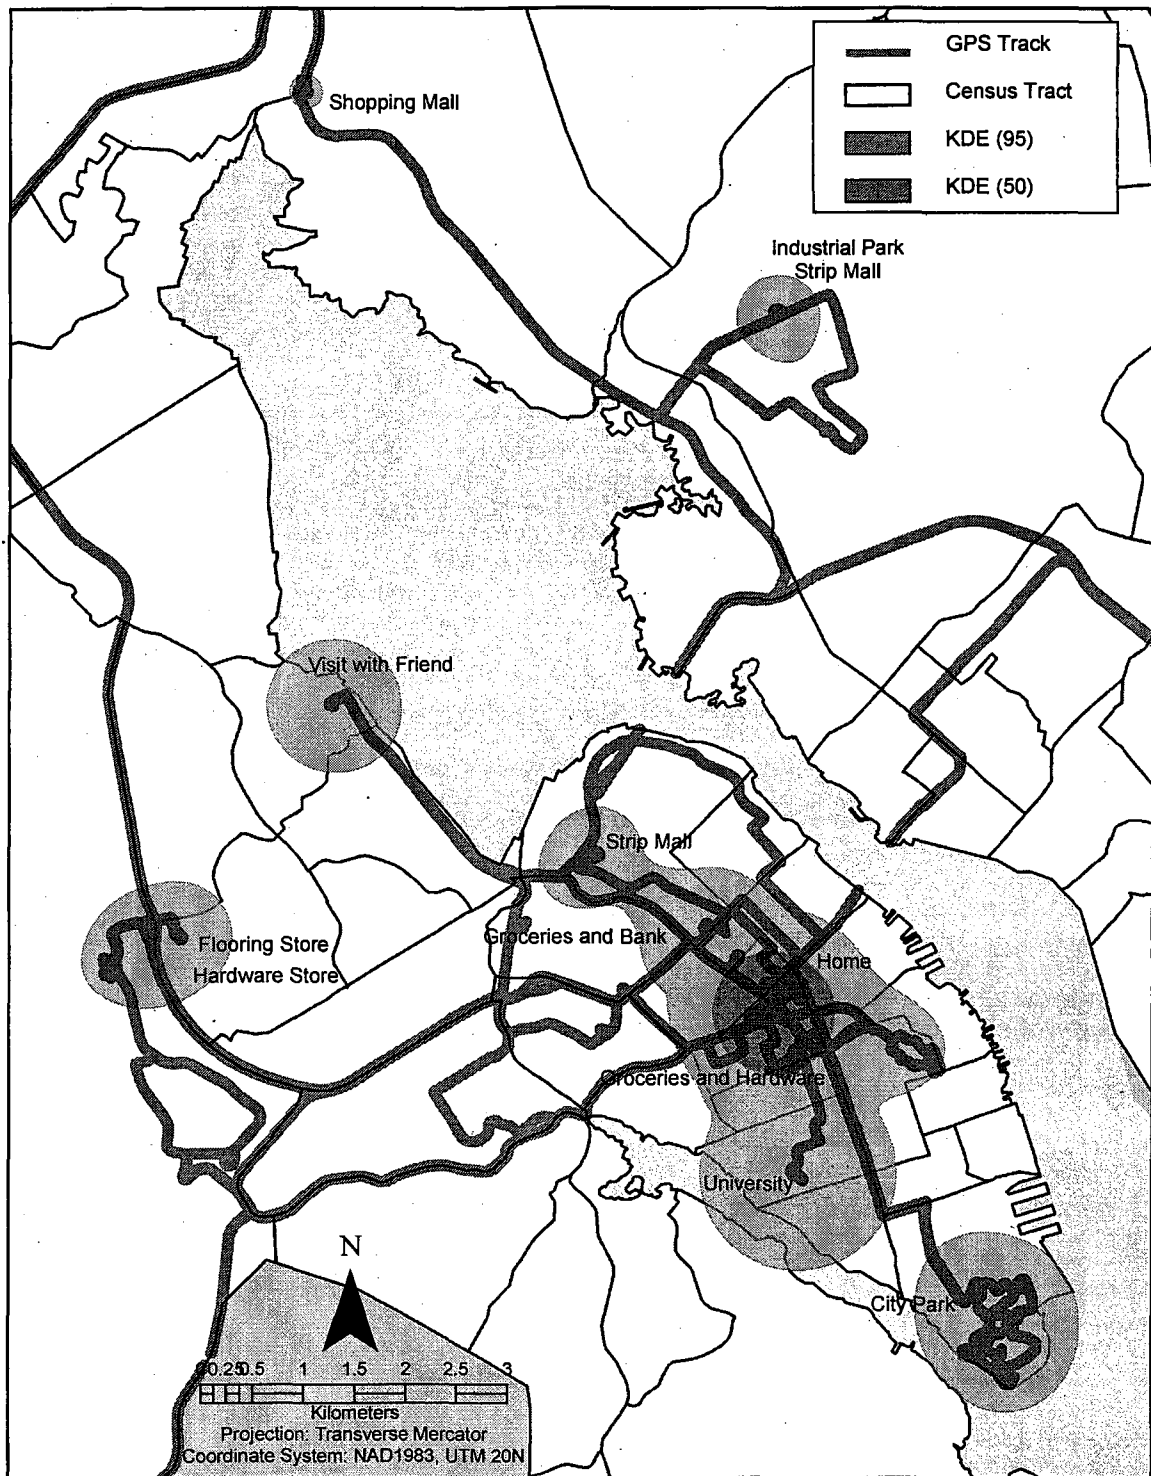 GPS Track
Census Tract
KDE (95)
KDE (50)
Shopping Mall
Industrial Park
Strip Mall
Visit with Friend
Strip Mall
Groceries and Bank
Home
Flooring Store
Hardware Store
Groceries and Hardware
University
City Park
N
0 0.25 0.5 1 1.5 2 2.5 3
Kilometers
Projection: Transverse Mercator
Coordinate System: NAD1983, UTM 20N